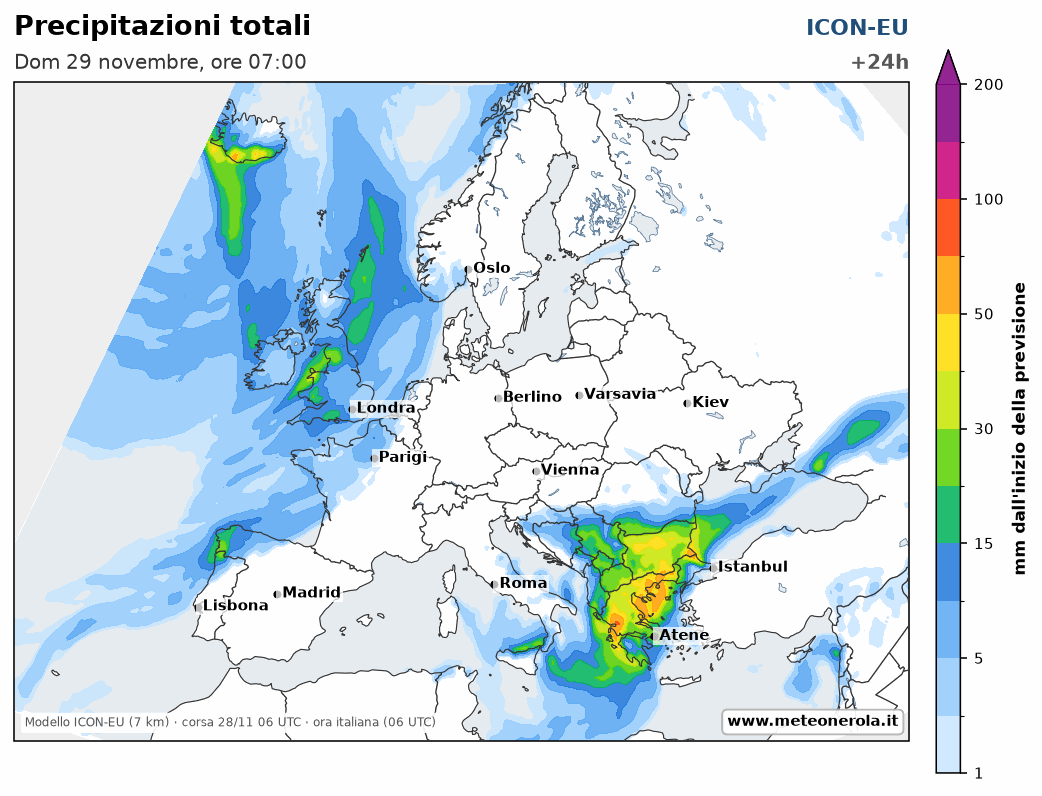 Precipitazioni totali
ICON-EU
Dom 29 novembre, ore 07:00
+24h
200
100
50
30
15
5
1
mm dall'inizio della previsione
Oslo
Londra
Berlino
Varsavia
Kiev
Parigi
Vienna
Istanbul
Roma
Madrid
Lisbona
Atene
Modello ICON-EU (7 km) · corsa 28/11 06 UTC · ora italiana (06 UTC)
www.meteonerola.it